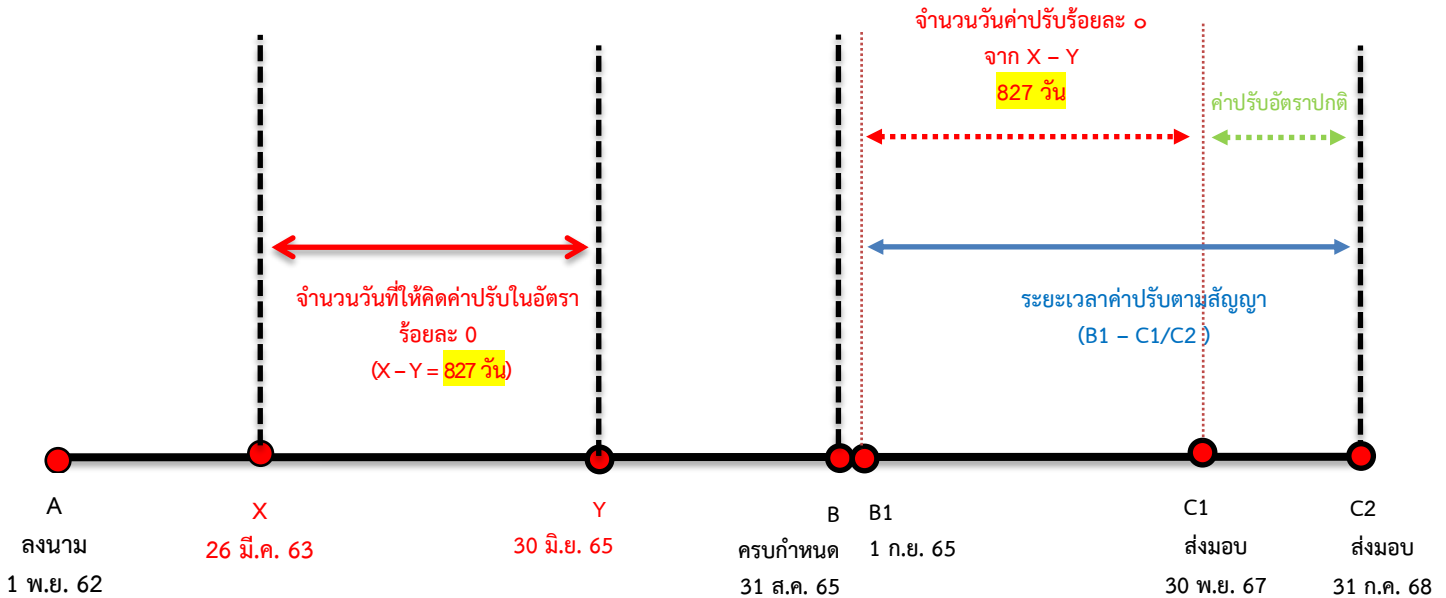 จำนวนวันค่าปรับร้อยละ ๐
จาก X – Y
827 วัน
ค่าปรับอัตราปกติ
จำนวนวันที่ให้คิดค่าปรับในอัตรา
ร้อยละ 0
(X – Y = 827 วัน)
ระยะเวลาค่าปรับตามสัญญา
(B1 – C1/C2 )
A
ลงนาม
1 พ.ย. 62
X
26 มี.ค. 63
Y
30 มิ.ย. 65
B
ครบกำหนด
31 ส.ค. 65
B1
1 ก.ย. 65
C1
ส่งมอบ
30 พ.ย. 67
C2
ส่งมอบ
31 ก.ค. 68